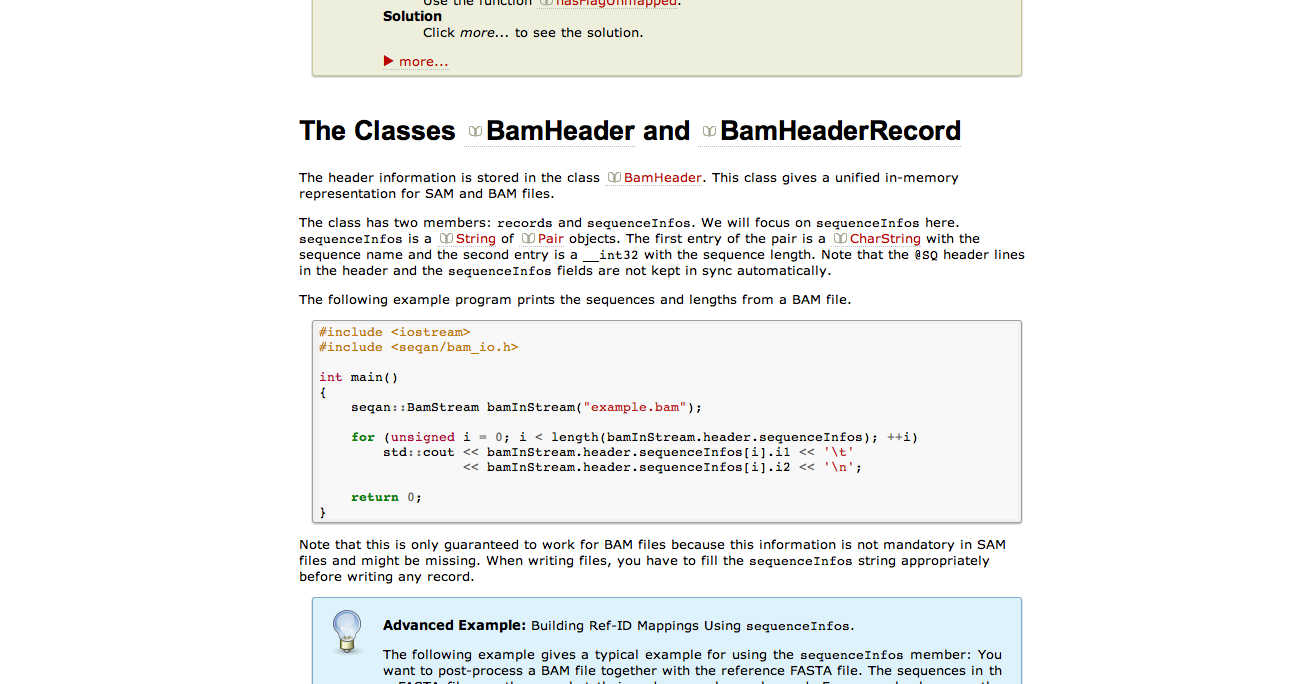 Use the function hasFlagUnmapped.
Solution
Click more... to see the solution.
more...
The Classes BamHeader and BamHeaderRecord
The header information is stored in the class BamHeader. This class gives a unified in-memory
representation for SAM and BAM files.
The class has two members: records and sequenceInfos. We will focus on sequenceInfos here.
sequenceInfos is a String of Pair objects. The first entry of the pair is a CharString with the
sequence name and the second entry is a __int32 with the sequence length. Note that the @SQ header lines
in the header and the sequenceInfos fields are not kept in sync automatically.
The following example program prints the sequences and lengths from a BAM file.
#include <iostream>
#include <seqan/bam_io.h>
int main()
{
    seqan::BamStream bamInStream("example.bam");
    for (unsigned i = 0; i < length(bamInStream.header.sequenceInfos); ++i)
        std::cout << bamInStream.header.sequenceInfos[i].i1 << '\t'
                  << bamInStream.header.sequenceInfos[i].i2 << '\n';
    return 0;
}
Note that this is only guaranteed to work for BAM files because this information is not mandatory in SAM
files and might be missing. When writing files, you have to fill the sequenceInfos string appropriately
before writing any record.
Advanced Example: Building Ref-ID Mappings Using sequenceInfos.
The following example gives a typical example for using the sequenceInfos member: You
want to post-process a BAM file together with the reference FASTA file. The sequences in th